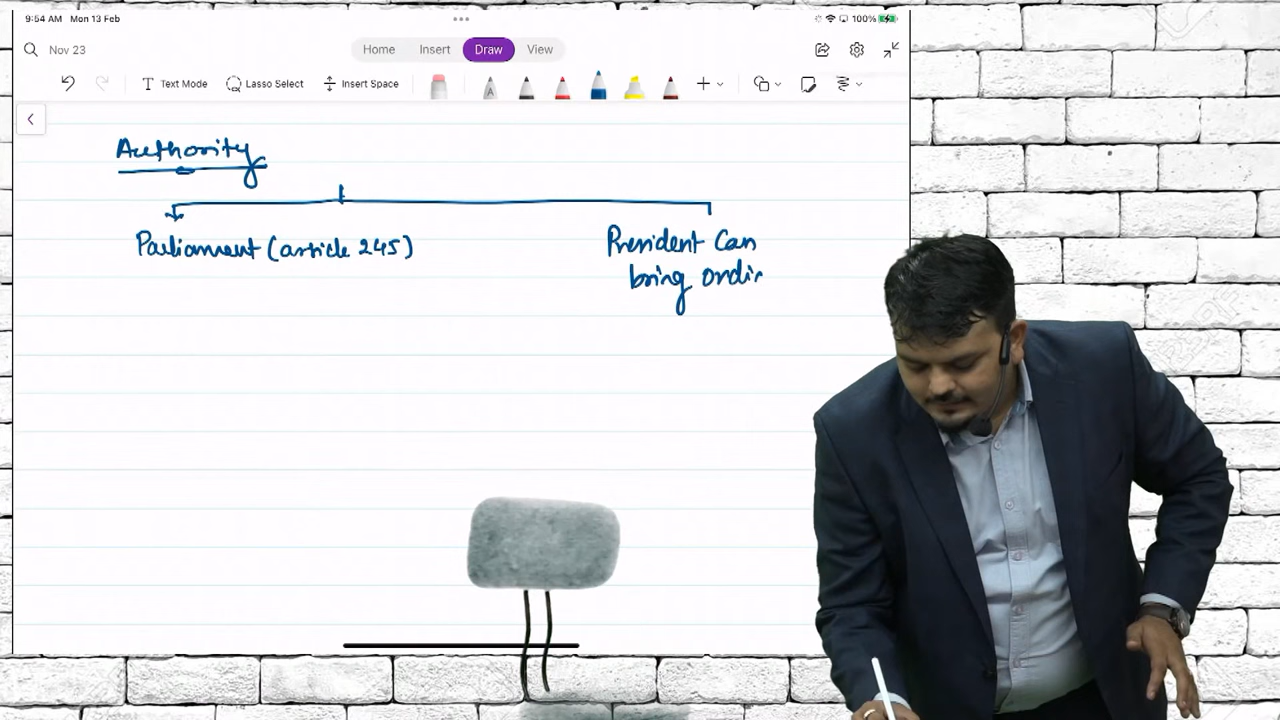 9:54 AM Mon 13 Feb
100%
Nov 23
Home Insert Draw View
Text Mode Lasso Select Insert Space
Authority
Parliament (article 245)
President Can
bring ordi